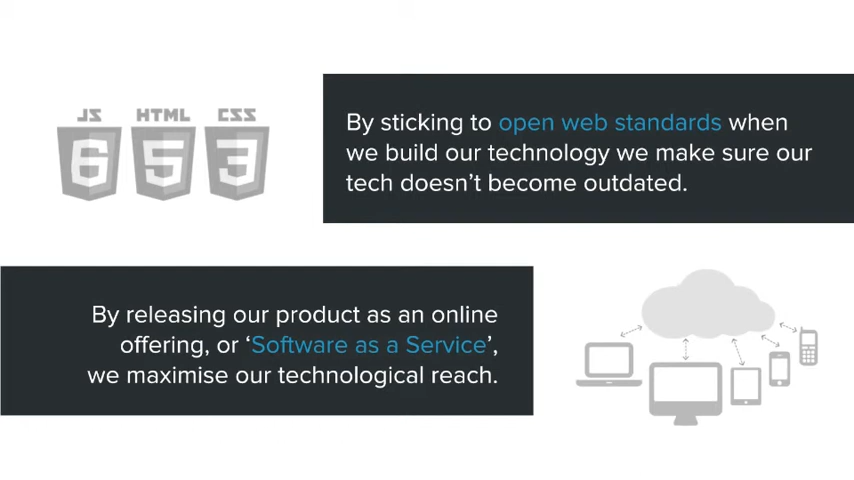 JS HTML CSS
6 5 3
By sticking to open web standards when
we build our technology we make sure our
tech doesn't become outdated.
By releasing our product as an online
offering, or ‘Software as a Service’,
we maximise our technological reach.